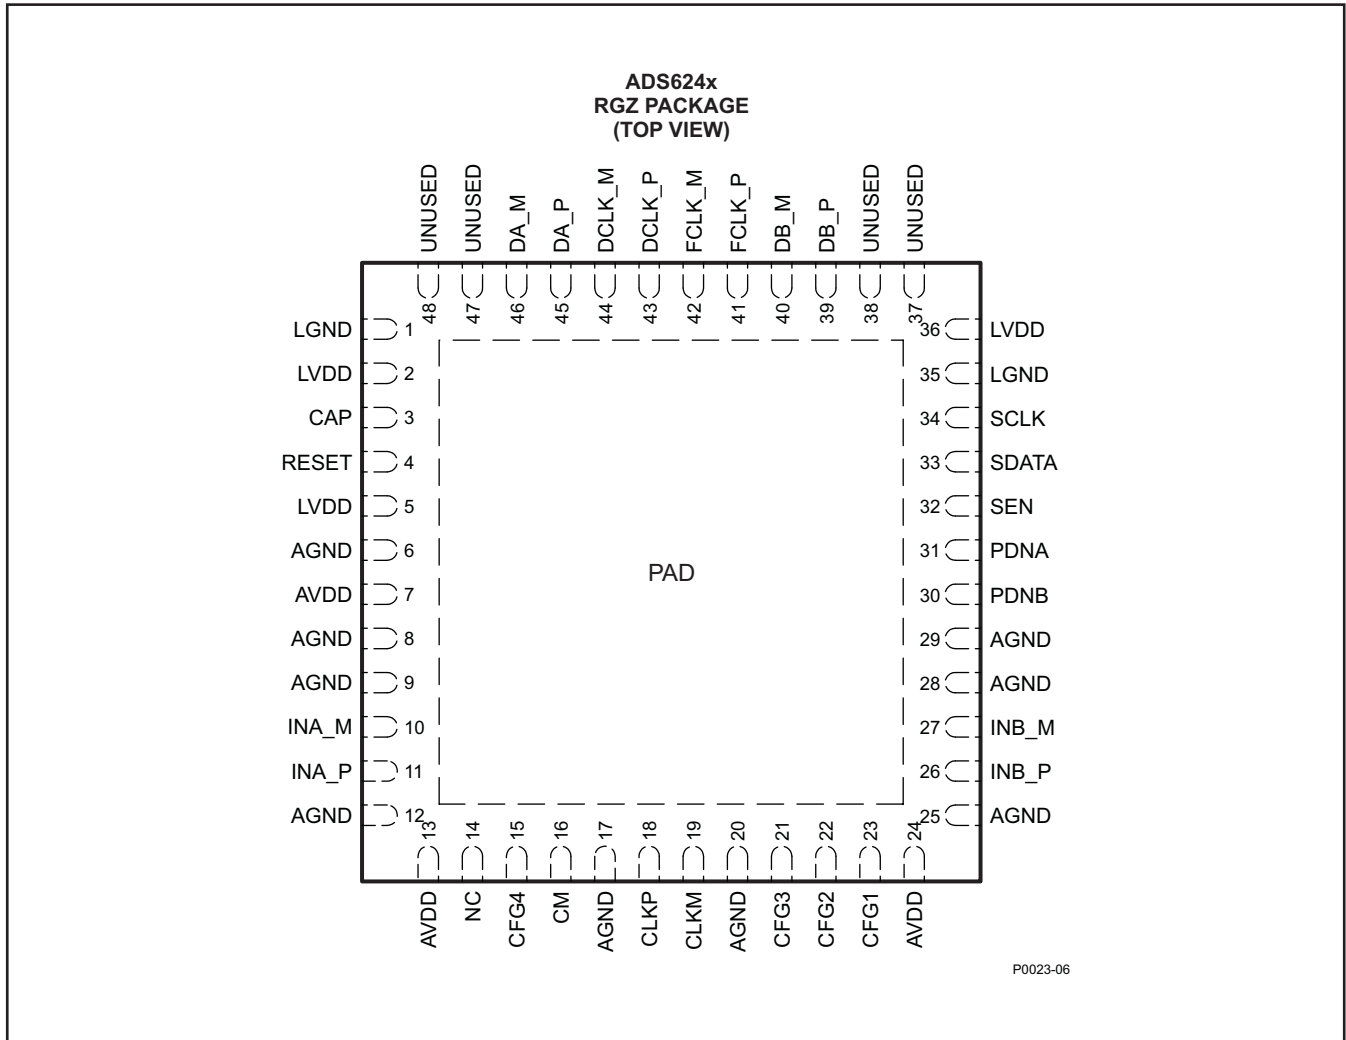 ADS624x
RGZ PACKAGE
(TOP VIEW)
UNUSED
UNUSED
DA_M
DA_P
DCLK_M
DCLK_P
FCLK_M
FCLK_P
DB_M
DB_P
UNUSED
UNUSED
48
47
46
45
44
43
42
41
40
39
38
37
LGND 1
LVDD 2
CAP 3
RESET 4
LVDD 5
AGND 6
AVDD 7
AGND 8
AGND 9
INA_M 10
INA_P 11
AGND 12
PAD
36 LVDD
35 LGND
34 SCLK
33 SDATA
32 SEN
31 PDNA
30 PDNB
29 AGND
28 AGND
27 INB_M
26 INB_P
25 AGND
13
14
15
16
17
18
19
20
21
22
23
24
AVDD
NC
CFG4
CM
AGND
CLKP
CLKM
AGND
CFG3
CFG2
CFG1
AVDD
P0023-06